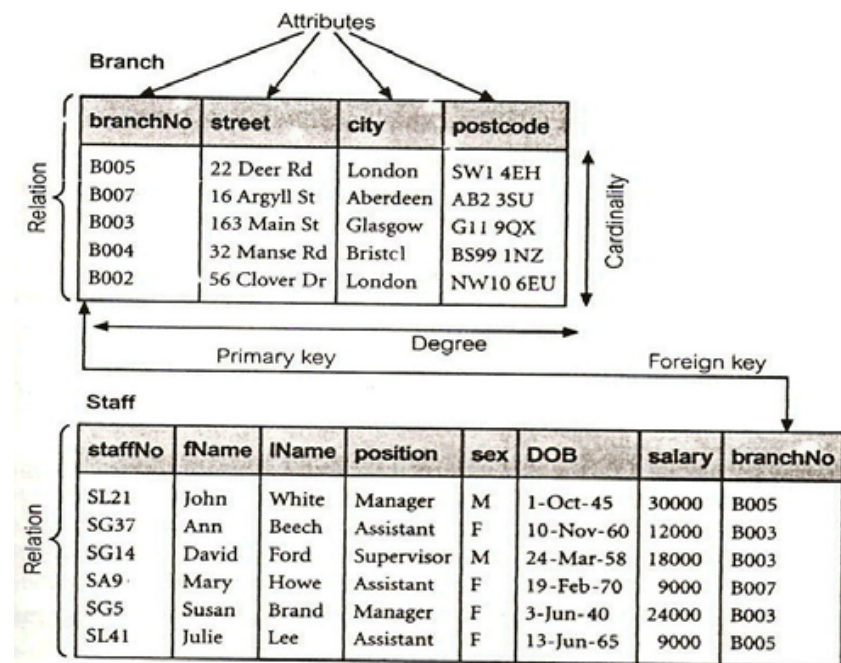 Attributes
Branch
branchNo street city postcode
B005 22 Deer Rd London SW1 4EH
B007 16 Argyll St Aberdeen AB2 3SU
B003 163 Main St Glasgow G11 9QX
B004 32 Manse Rd Bristcl BS99 1NZ
B002 56 Clover Dr London NW10 6EU
Relation
Cardinality
Degree
Primary key
Foreign key
Staff
staffNo fName lName position sex DOB salary branchNo
SL21 John White Manager M 1-Oct-45 30000 B005
SG37 Ann Beech Assistant F 10-Nov-60 12000 B003
SG14 David Ford Supervisor M 24-Mar-58 18000 B003
SA9 Mary Howe Assistant F 19-Feb-70 9000 B007
SG5 Susan Brand Manager F 3-Jun-40 24000 B003
SL41 Julie Lee Assistant F 13-Jun-65 9000 B005
Relation